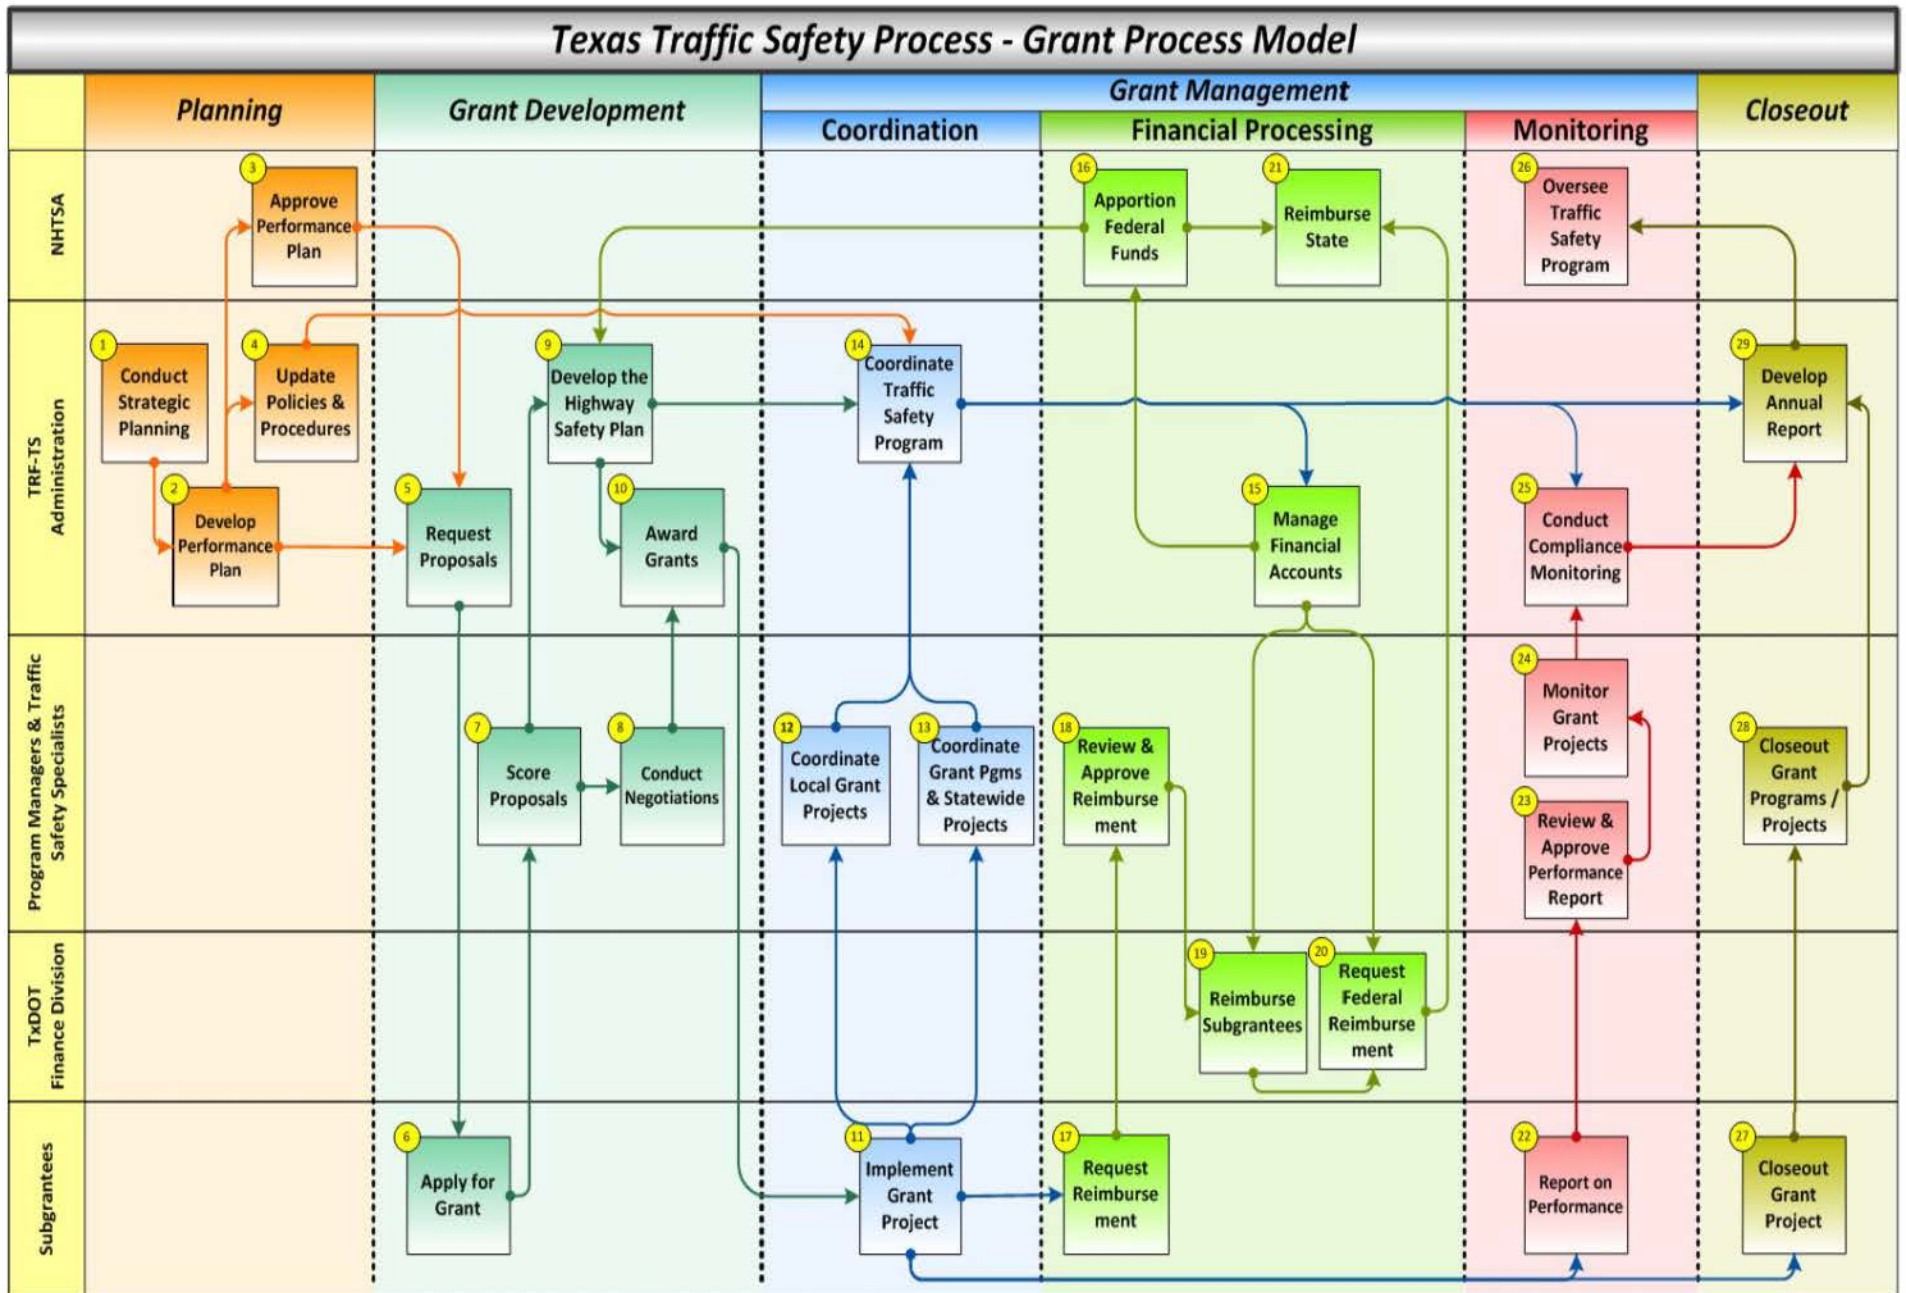 Texas Traffic Safety Process - Grant Process Model
Planning
Grant Development
Grant Management
Coordination
Financial Processing
Monitoring
Closeout
NHTSA
3
Approve
Performance
Plan
16
Apportion
Federal
Funds
21
Reimburse
State
26
Oversee
Traffic
Safety
Program
TRF-TS
Administration
1
Conduct
Strategic
Planning
4
Update
Policies &
Procedures
9
Develop the
Highway
Safety Plan
14
Coordinate
Traffic
Safety
Program
29
Develop
Annual
Report
2
Develop
Performance
Plan
5
Request
Proposals
10
Award
Grants
15
Manage
Financial
Accounts
25
Conduct
Compliance
Monitoring
Program Managers & Traffic
Safety Specialists
7
Score
Proposals
8
Conduct
Negotiations
12
Coordinate
Local Grant
Projects
13
Coordinate
Grant Pgms
& Statewide
Projects
18
Review &
Approve
Reimburse
ment
24
Monitor
Grant
Projects
23
Review &
Approve
Performance
Report
28
Closeout
Grant
Programs /
Projects
TxDOT
Finance Division
19
Reimburse
Subgrantees
20
Request
Federal
Reimburse
ment
Subgrantees
6
Apply for
Grant
11
Implement
Grant
Project
17
Request
Reimburse
ment
22
Report on
Performance
27
Closeout
Grant
Project